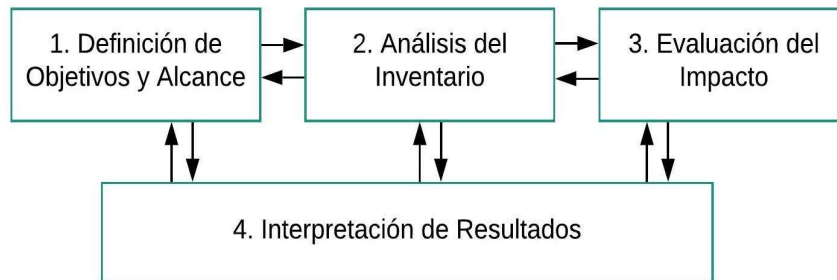 1. Definición de
Objetivos y Alcance
2. Análisis del
Inventario
3. Evaluación del
Impacto
4. Interpretación de Resultados